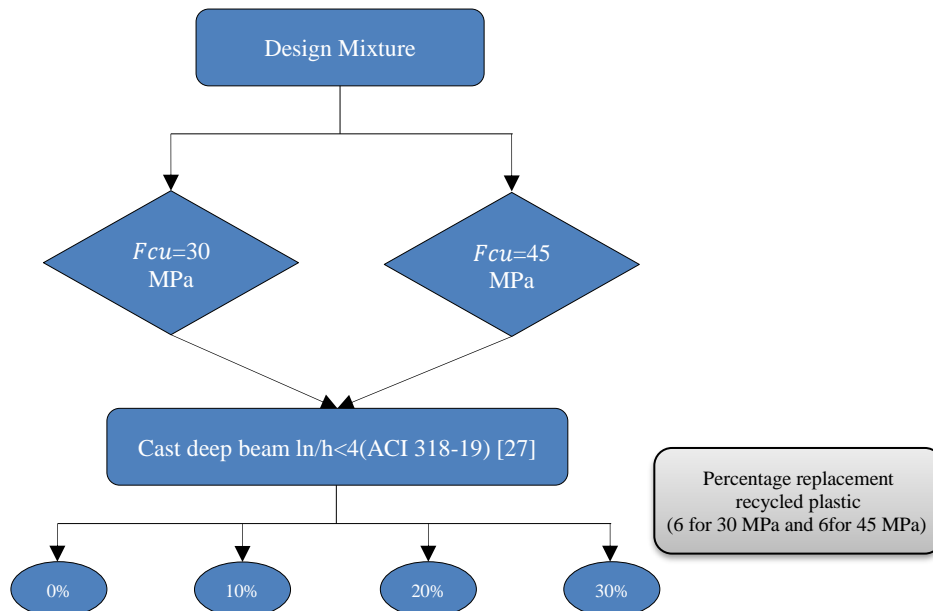 Design Mixture
Fcu=30
MPa
Fcu=45
MPa
Cast deep beam ln/h<4(ACI 318-19) [27]
Percentage replacement
recycled plastic
(6 for 30 MPa and 6for 45 MPa)
0%
10%
20%
30%